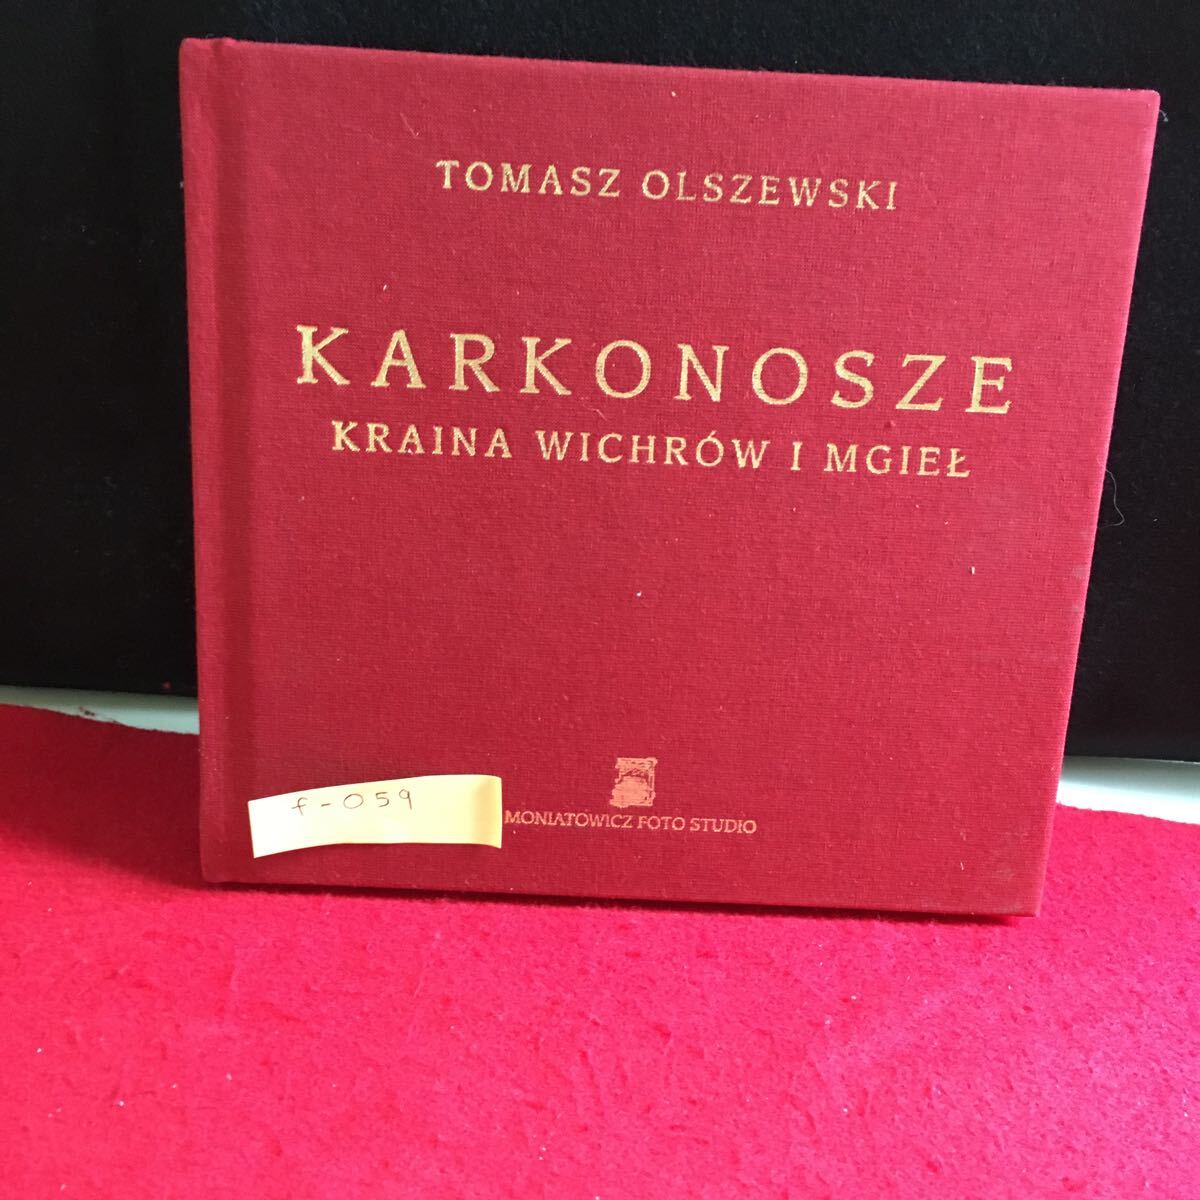 TOMASZ OLSZEWSKI
KARKONOSZE
KRAINA WICHRÓW I MGIEŁ
f-059
MONIATOWICZ FOTO STUDIO